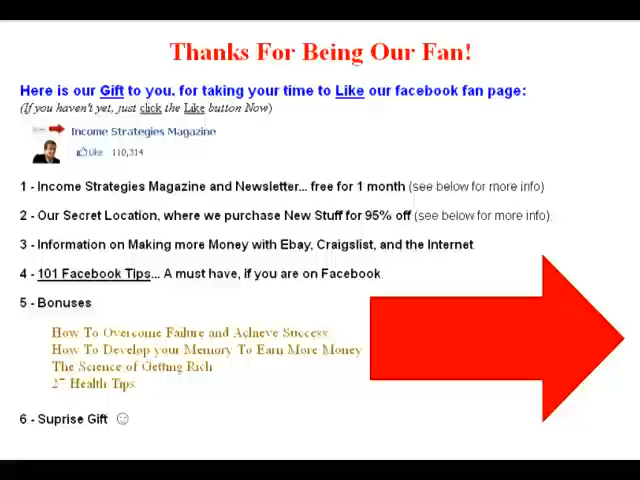 Thanks For Being Our Fan!
Here is our Gift to you. for taking your time to Like our facebook fan page:
(If you haven't yet, just click the Like button Now)
Income Strategies Magazine
Like 110,314
1 - Income Strategies Magazine and Newsletter... free for 1 month (see below for more info)
2 - Our Secret Location, where we purchase New Stuff for 95% off (see below for more info).
3 - Information on Making more Money with Ebay, Craigslist, and the Internet
4 - 101 Facebook Tips... A must have, if you are on Facebook
5 - Bonuses
How To Overcome Failure and Achieve Success
How To Develop your Memory To Earn More Money
The Science of Getting Rich
27 Health Tips
6 - Suprise Gift